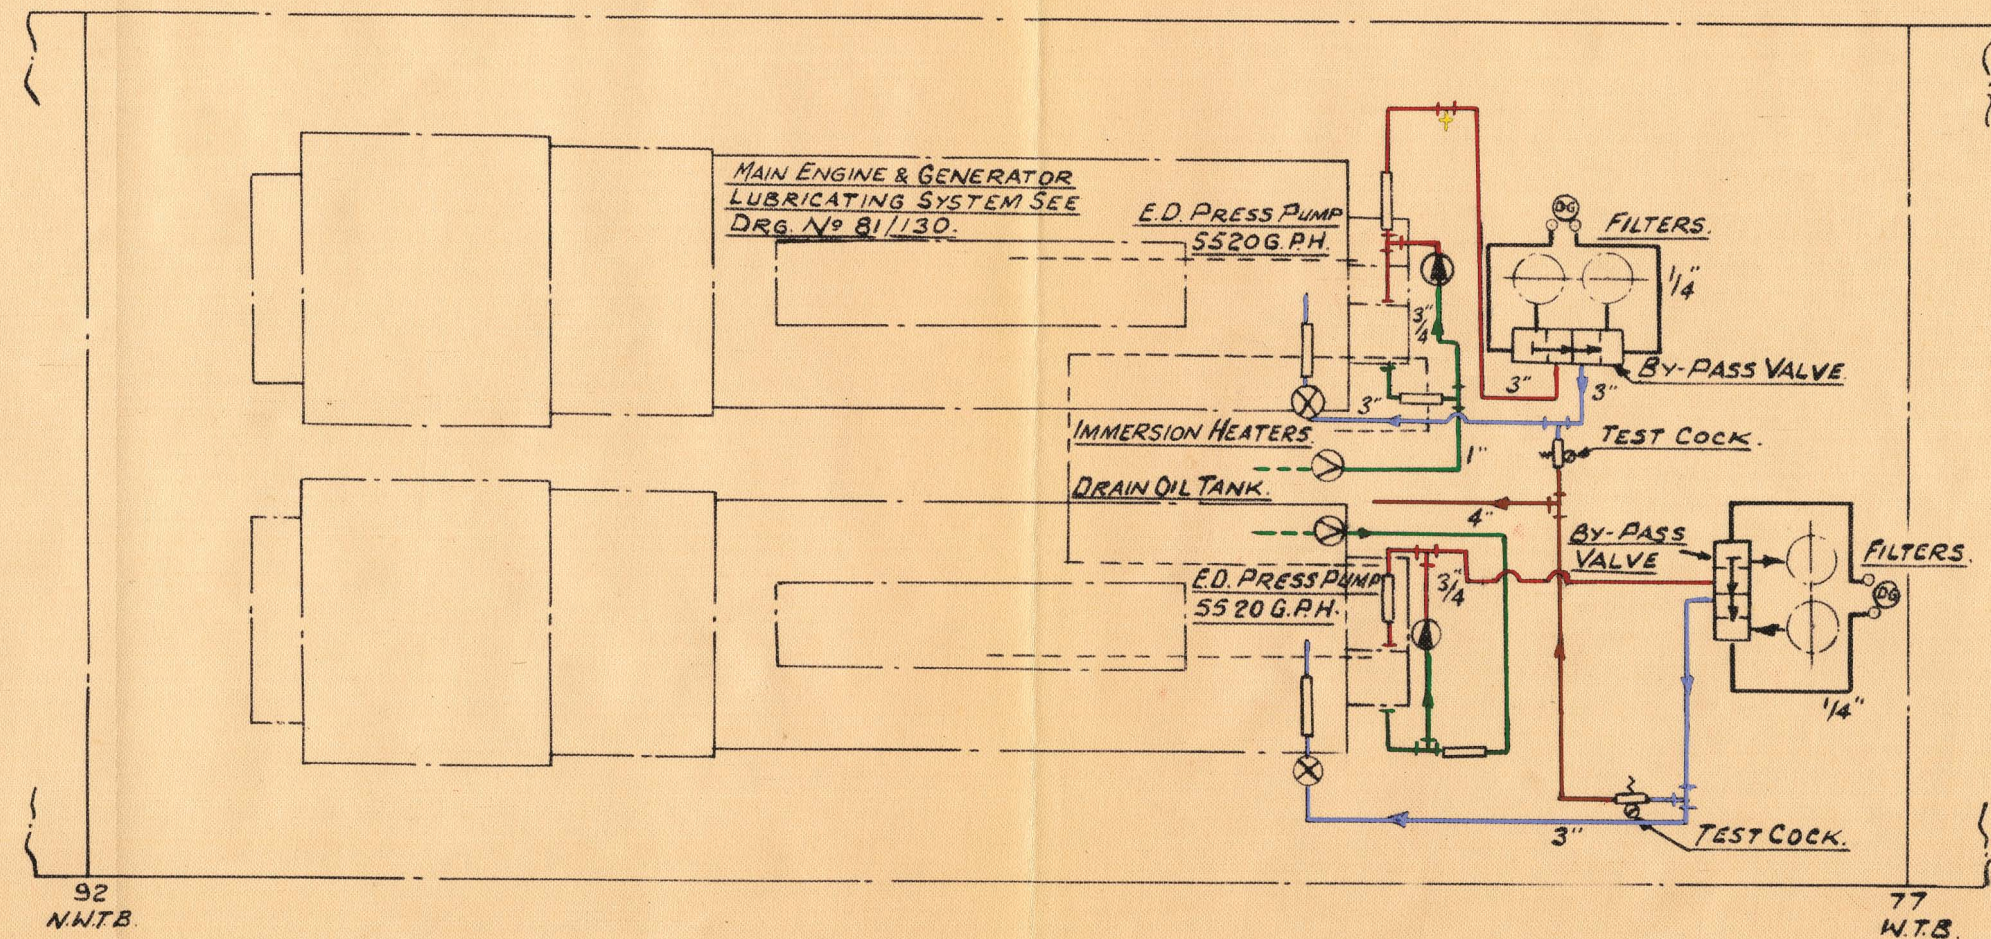 MAIN ENGINE & GENERATOR
LUBRICATING SYSTEM SEE
DRG. Nº 81/130.
E.D. PRESS PUMP
5520 G.P.H.
DG
FILTERS.
1/4"
3/4"
BY-PASS VALVE.
3"
3"
3"
IMMERSION HEATERS.
TEST COCK.
1"
DRAIN OIL TANK.
4"
BY-PASS
VALVE
FILTERS.
E.D. PRESS PUMP
5520 G.P.H.
3/4
DG
1/4"
3"
TEST COCK.
92
N.W.T.B.
77
W.T.B.